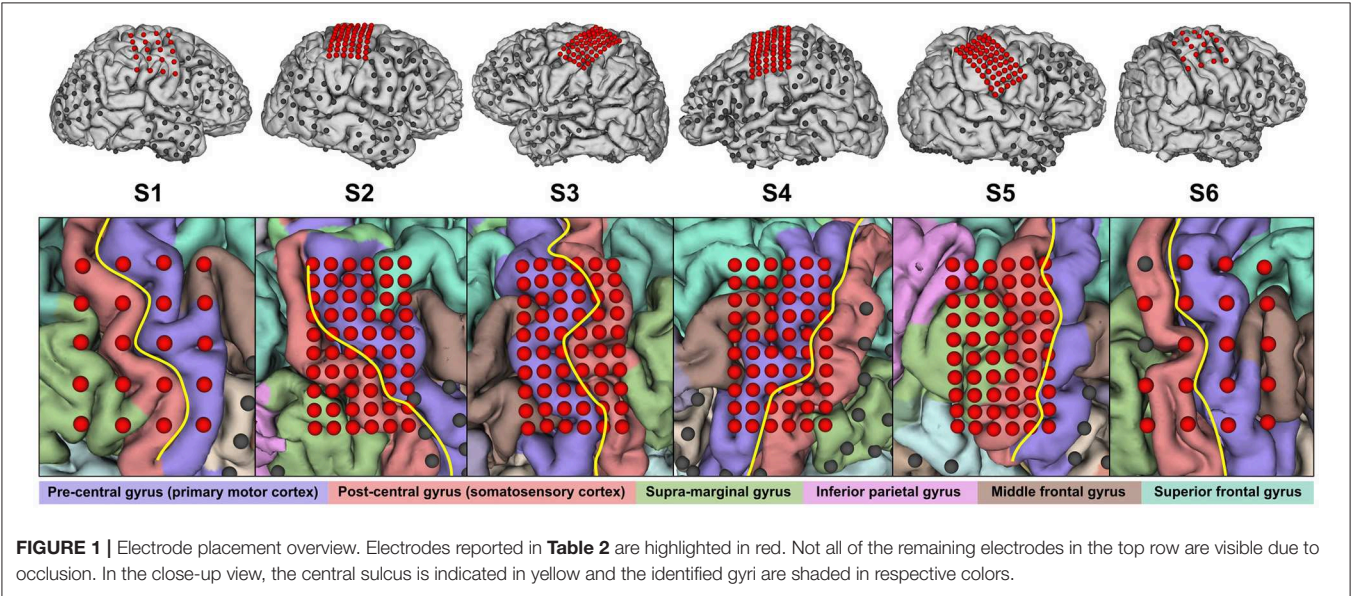 S1 S2 S3 S4 S5 S6
Pre-central gyrus (primary motor cortex) Post-central gyrus (somatosensory cortex) Supra-marginal gyrus Inferior parietal gyrus Middle frontal gyrus Superior frontal gyrus
FIGURE 1 | Electrode placement overview. Electrodes reported in Table 2 are highlighted in red. Not all of the remaining electrodes in the top row are visible due to
occlusion. In the close-up view, the central sulcus is indicated in yellow and the identified gyri are shaded in respective colors.